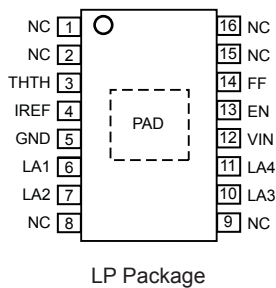 NC 1 16 NC
NC 2 15 NC
THTH 3 14 FF
IREF 4 13 EN
PAD
GND 5 12 VIN
LA1 6 11 LA4
LA2 7 10 LA3
NC 8 9 NC
LP Package